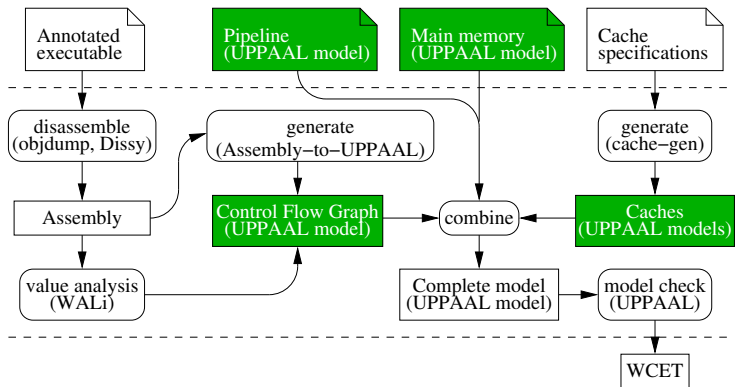 Annotated
executable
Pipeline
(UPPAAL model)
Main memory
(UPPAAL model)
Cache
specifications
disassemble
(objdump, Dissy)
generate
(Assembly−to−UPPAAL)
generate
(cache−gen)
Assembly
Control Flow Graph
(UPPAAL model)
combine
Caches
(UPPAAL models)
value analysis
(WALi)
Complete model
(UPPAAL model)
model check
(UPPAAL)
WCET